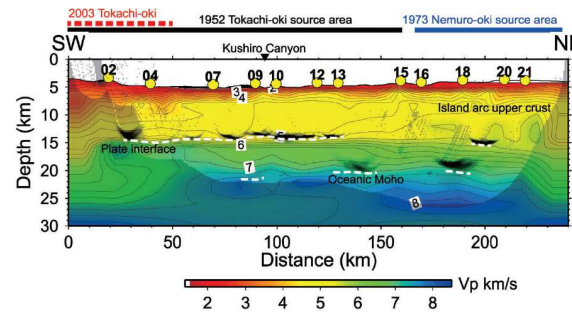 2003 Tokachi-oki
1952 Tokachi-oki source area
1973 Nemuro-oki source area
SW
Kushiro Canyon
02 04 07 09 10 12 13 15 16 18 20 21
0
5
10
15
20
25
30
Depth (km)
3
4
Island arc upper crust
6
Plate interface
7
Oceanic Moho
8
0 50 100 150 200
Distance (km)
2 3 4 5 6 7 8
Vp km/s